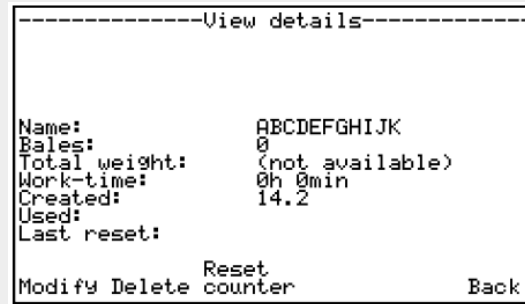 --------------View details-------------
Name: ABCDEFGHIJK
Bales: 0
Total weight: (not available)
Work-time: 0h 0min
Created: 14.2
Used:
Last reset:
Modify Delete Reset counter Back